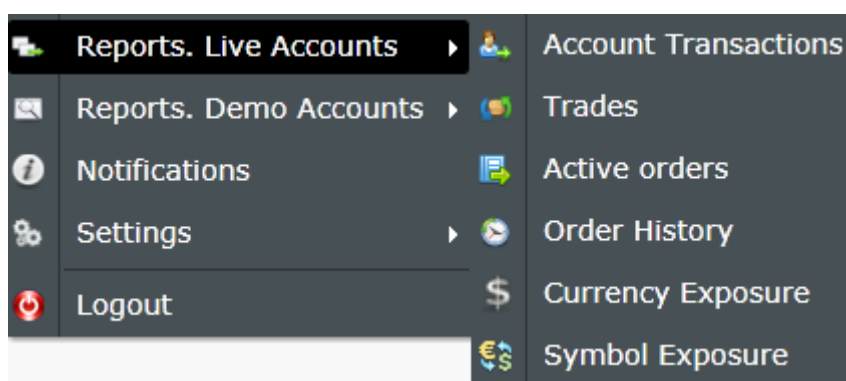 Reports. Live Accounts
Reports. Demo Accounts
Notifications
Settings
Logout
Account Transactions
Trades
Active orders
Order History
$ Currency Exposure
€$ Symbol Exposure